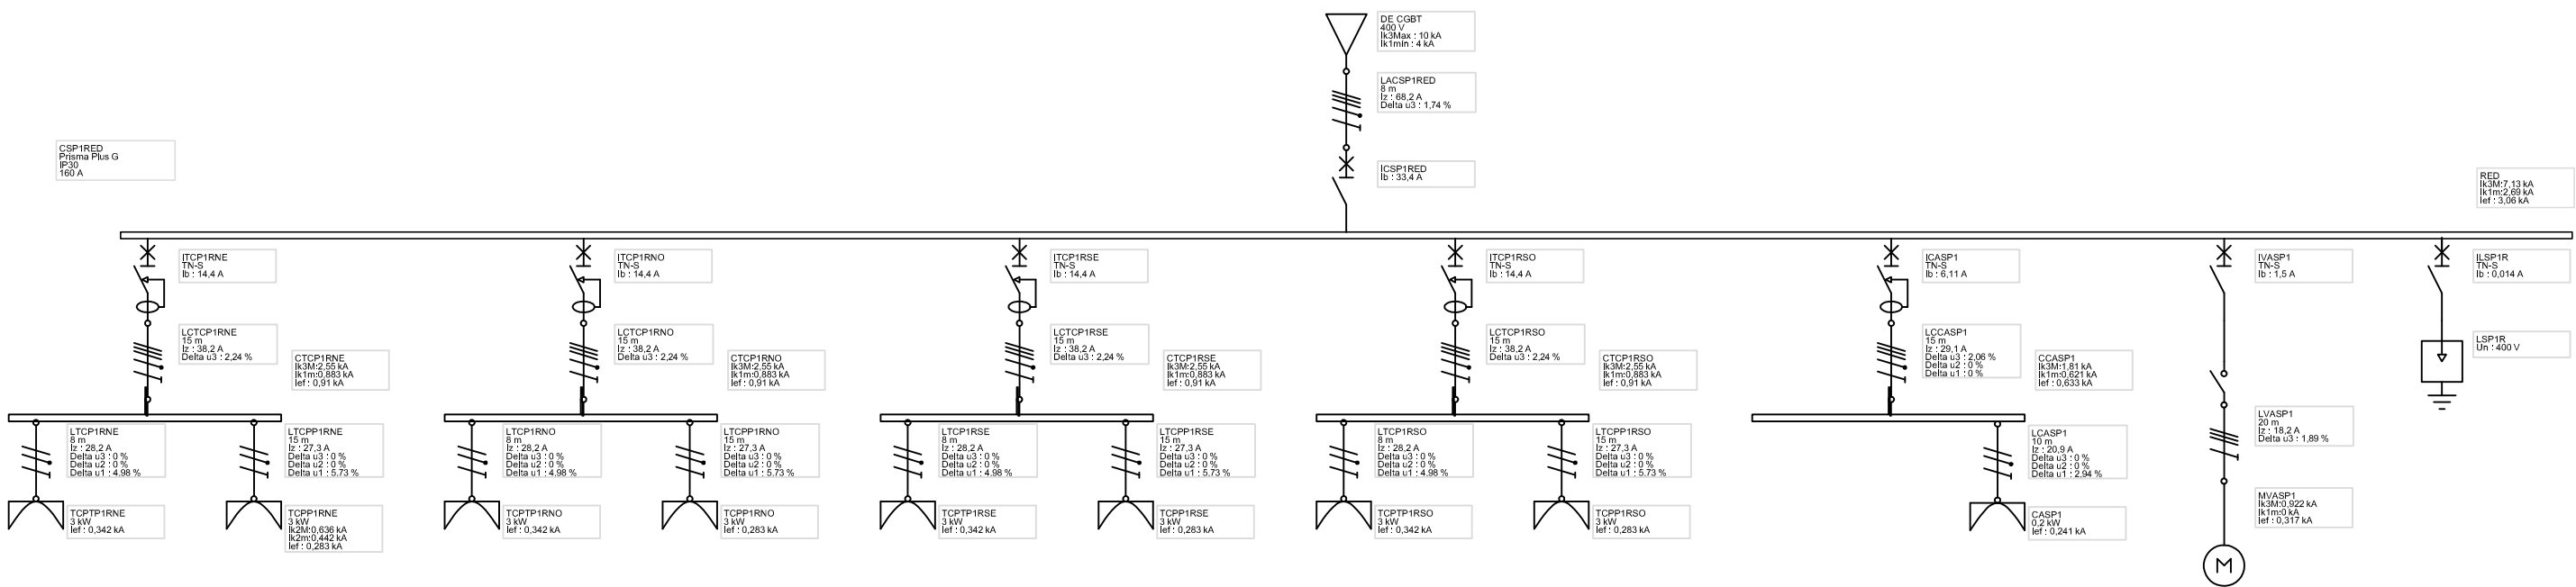 DE CGBT
400 V
Ik3Max : 10 kA
Ik1min : 4 kA
LACSP1RED
8 m
Iz : 68,2 A
Delta u3 : 1,74 %
CSP1RED
Prisma Plus G
IP30
160 A
ICSP1RED
Ib : 33,4 A
RED
Ik3M:7,13 kA
Ik1m:2,69 kA
Ief : 3,06 kA
ITCP1RNE
TN-S
Ib : 14,4 A
ITCP1RNO
TN-S
Ib : 14,4 A
ITCP1RSE
TN-S
Ib : 14,4 A
ITCP1RSO
TN-S
Ib : 14,4 A
ICASP1
TN-S
Ib : 6,11 A
IVASP1
TN-S
Ib : 1,5 A
ILSP1R
TN-S
Ib : 0,014 A
LCTCP1RNE
15 m
Iz : 38,2 A
Delta u3 : 2,24 %
CTCP1RNE
Ik3M:2,55 kA
Ik1m:0,883 kA
Ief : 0,91 kA
LCTCP1RNO
15 m
Iz : 38,2 A
Delta u3 : 2,24 %
CTCP1RNO
Ik3M:2,55 kA
Ik1m:0,883 kA
Ief : 0,91 kA
LCTCP1RSE
15 m
Iz : 38,2 A
Delta u3 : 2,24 %
CTCP1RSE
Ik3M:2,55 kA
Ik1m:0,883 kA
Ief : 0,91 kA
LCTCP1RSO
15 m
Iz : 38,2 A
Delta u3 : 2,24 %
CTCP1RSO
Ik3M:2,55 kA
Ik1m:0,883 kA
Ief : 0,91 kA
LCCASP1
15 m
Iz : 29,1 A
Delta u3 : 2,06 %
Delta u2 : 0 %
Delta u1 : 0 %
CCASP1
Ik3M:1,81 kA
Ik1m:0,621 kA
Ief : 0,633 kA
LSP1R
Un : 400 V
LTCP1RNE
8 m
Iz : 28,2 A
Delta u3 : 0 %
Delta u2 : 0 %
Delta u1 : 4,98 %
LTCPP1RNE
15 m
Iz : 27,3 A
Delta u3 : 0 %
Delta u2 : 0 %
Delta u1 : 5,73 %
LTCP1RNO
8 m
Iz : 28,2 A
Delta u3 : 0 %
Delta u2 : 0 %
Delta u1 : 4,98 %
LTCPP1RNO
15 m
Iz : 27,3 A
Delta u3 : 0 %
Delta u2 : 0 %
Delta u1 : 5,73 %
LTCP1RSE
8 m
Iz : 28,2 A
Delta u3 : 0 %
Delta u2 : 0 %
Delta u1 : 4,98 %
LTCPP1RSE
15 m
Iz : 27,3 A
Delta u3 : 0 %
Delta u2 : 0 %
Delta u1 : 5,73 %
LTCP1RSO
8 m
Iz : 28,2 A
Delta u3 : 0 %
Delta u2 : 0 %
Delta u1 : 4,98 %
LTCPP1RSO
15 m
Iz : 27,3 A
Delta u3 : 0 %
Delta u2 : 0 %
Delta u1 : 5,73 %
LCASP1
10 m
Iz : 20,9 A
Delta u3 : 0 %
Delta u2 : 0 %
Delta u1 : 2,94 %
LVASP1
20 m
Iz : 18,2 A
Delta u3 : 1,89 %
TCPTP1RNE
3 kW
Ief : 0,342 kA
TCPP1RNE
3 kW
Ik2M:0,636 kA
Ik2m:0,442 kA
Ief : 0,283 kA
TCPTP1RNO
3 kW
Ief : 0,342 kA
TCPP1RNO
3 kW
Ief : 0,283 kA
TCPTP1RSE
3 kW
Ief : 0,342 kA
TCPP1RSE
3 kW
Ief : 0,283 kA
TCPTP1RSO
3 kW
Ief : 0,342 kA
TCPP1RSO
3 kW
Ief : 0,283 kA
CASP1
0,2 kW
Ief : 0,241 kA
MVASP1
Ik3M:0,922 kA
Ik1m:0 kA
Ief : 0,317 kA
M